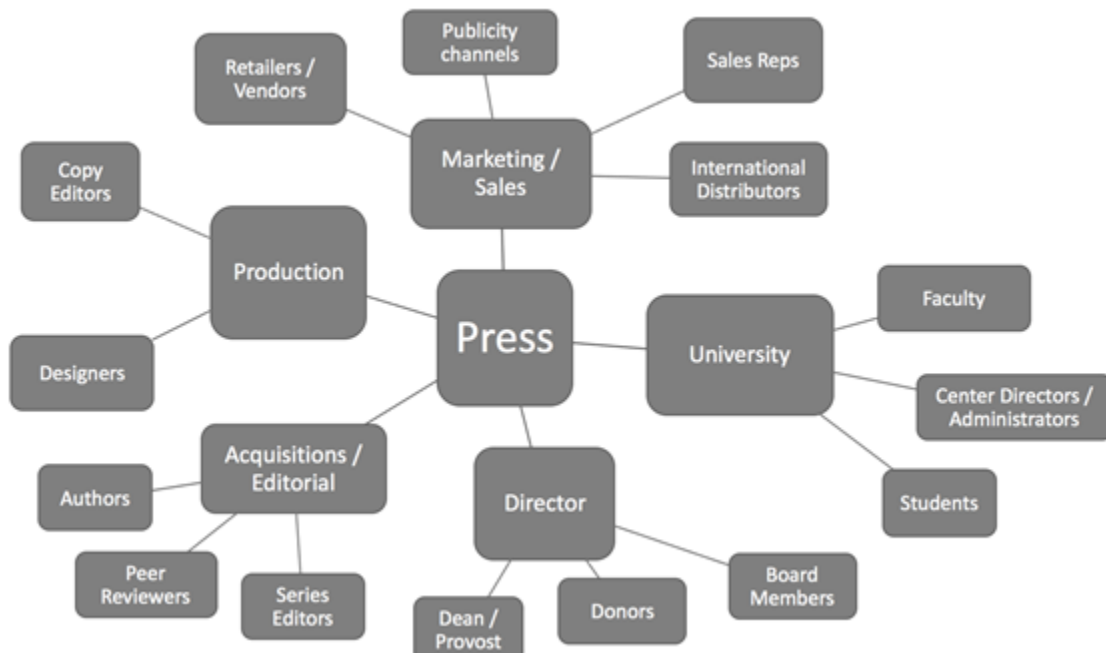 Publicity
channels
Retailers /
Vendors
Sales Reps
Marketing /
Sales
International
Distributors
Copy
Editors
Production
Designers
Press
University
Faculty
Center Directors /
Administrators
Students
Acquisitions /
Editorial
Authors
Peer
Reviewers
Series
Editors
Director
Dean /
Provost
Donors
Board
Members